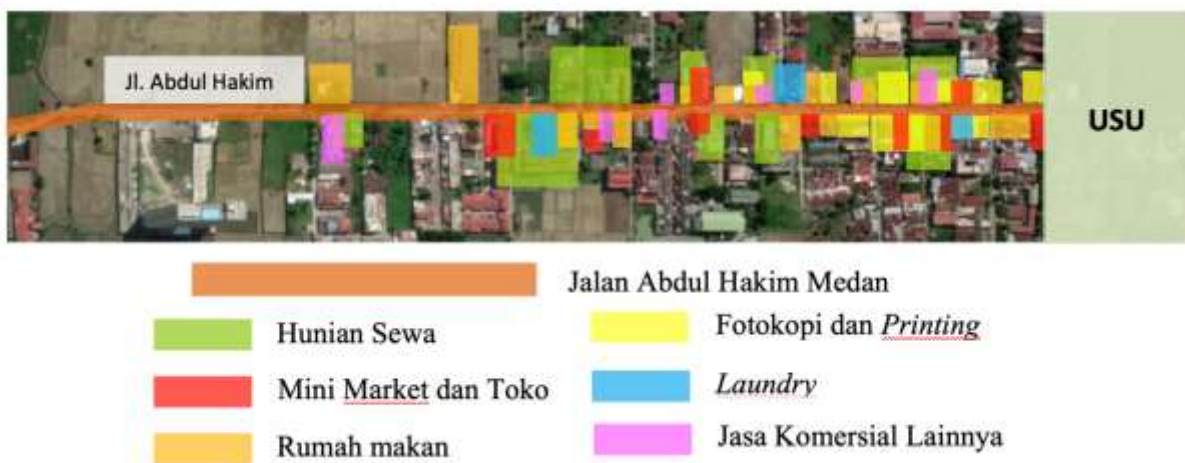 Jl. Abdul Hakim
USU
Jalan Abdul Hakim Medan
Hunian Sewa
Fotokopi dan Printing
Mini Market dan Toko
Laundry
Rumah makan
Jasa Komersial Lainnya